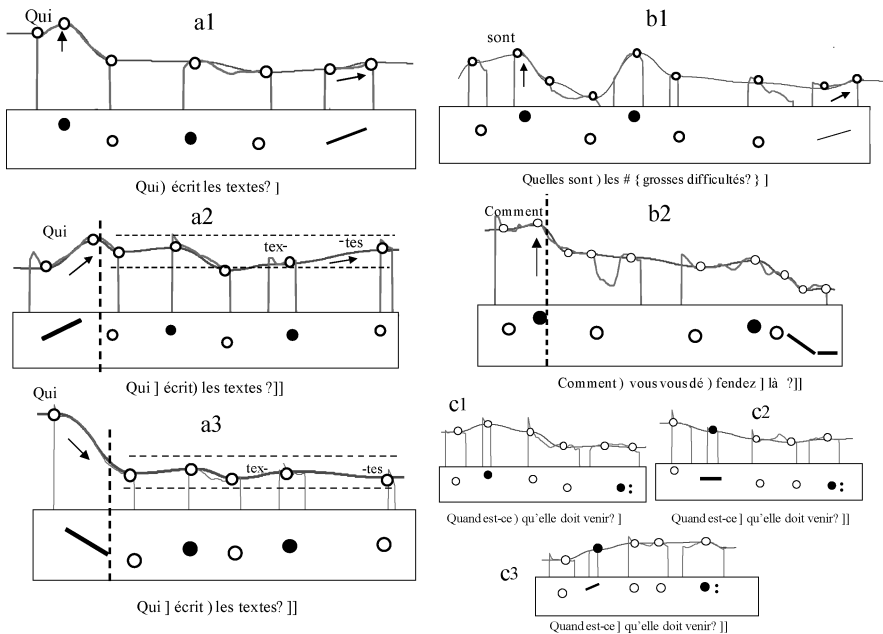 a1
Qui
Qui) écrit les textes? ]
b1
sont
Quelles sont ) les # { grosses difficultés? } ]
a2
Qui
tex-
-tes
Qui ] écrit) les textes ?]]
b2
Comment
Comment ) vous vous dé ) fendez ] là ?]]
a3
Qui
tex-
-tes
Qui ] écrit ) les textes? ]]
c1
Quand est-ce ) qu'elle doit venir? ]
c2
Quand est-ce ] qu'elle doit venir? ]]
c3
Quand est-ce ] qu'elle doit venir? ]]